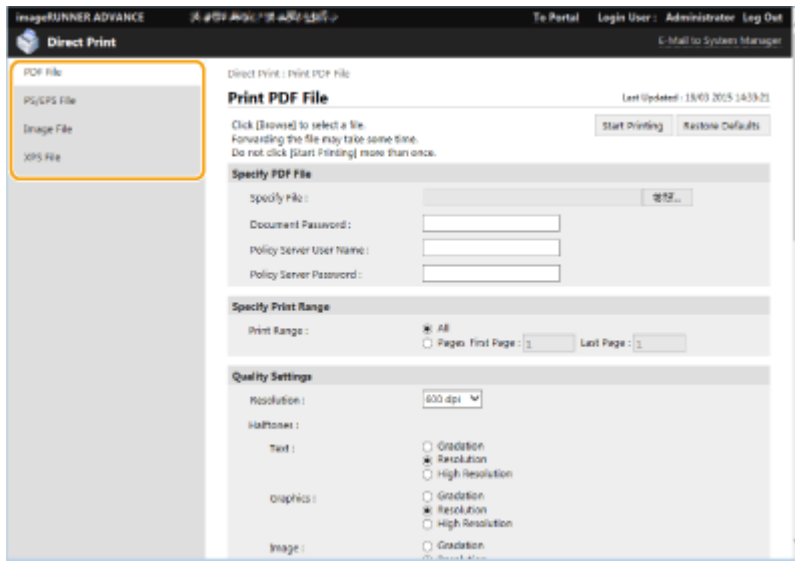 imageRUNNER ADVANCE
To Portal Login User : Administrator Log Out
Direct Print
E-Mail to System Manager
PDF File
PS/EPS File
Image File
XPS File
Direct Print : Print PDF File
Print PDF File
Last Updated : 19/03 2015 14:33:21
Click [Browse] to select a file.
Forwarding the file may take some time.
Do not click [Start Printing] more than once.
Start Printing Restore Defaults
Specify PDF File
Specify File :
Document Password :
Policy Server User Name :
Policy Server Password :
Specify Print Range
Print Range : All
Pages First Page : 1 Last Page : 1
Quality Settings
Resolution : 600 dpi
Halftones :
Text : Gradation
Resolution
High Resolution
Graphics : Gradation
Resolution
High Resolution
Image : Gradation
Resolution